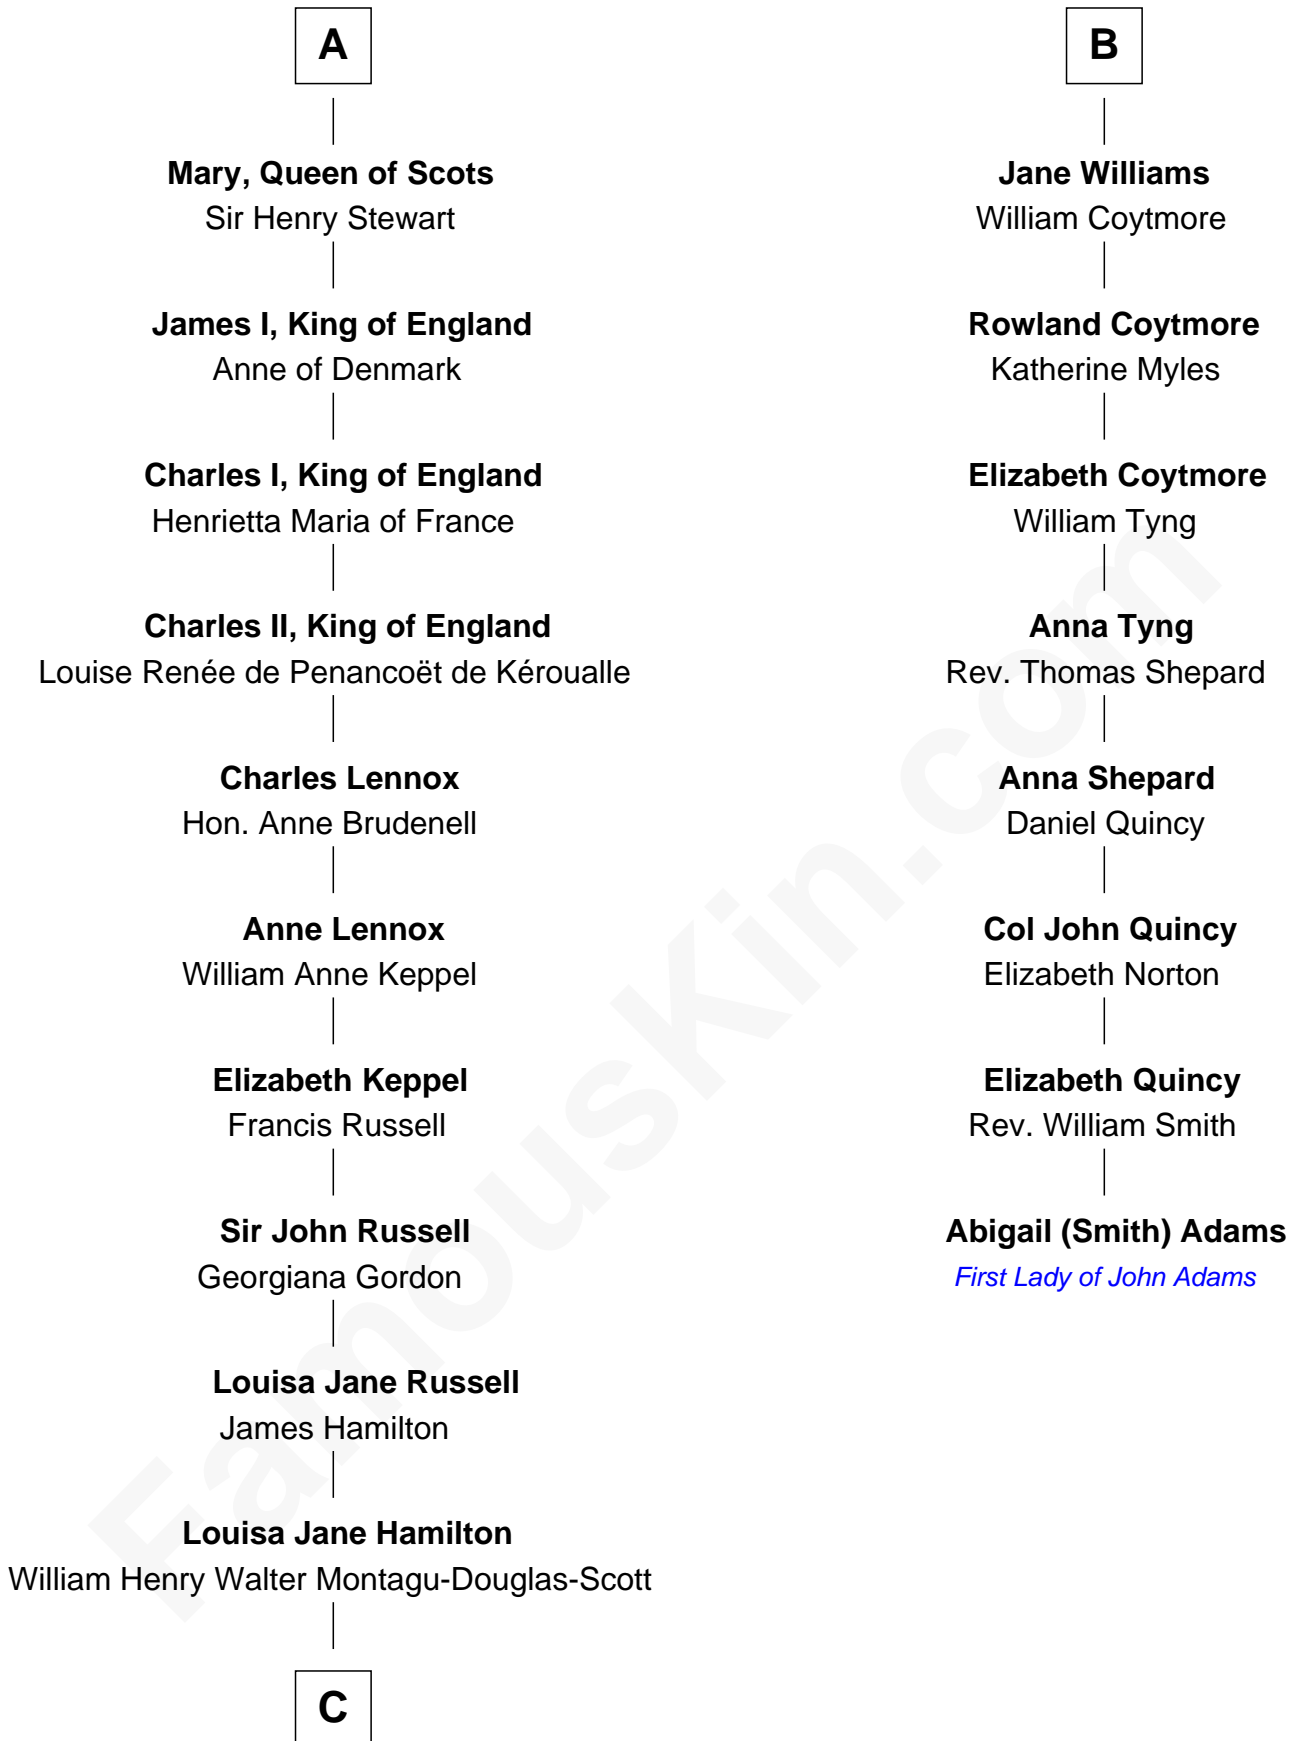 A
Mary, Queen of Scots
Sir Henry Stewart
James I, King of England
Anne of Denmark
Charles I, King of England
Henrietta Maria of France
Charles II, King of England
Louise Renée de Penancoët de Kéroualle
Charles Lennox
Hon. Anne Brudenell
Anne Lennox
William Anne Keppel
Elizabeth Keppel
Francis Russell
Sir John Russell
Georgiana Gordon
Louisa Jane Russell
James Hamilton
Louisa Jane Hamilton
William Henry Walter Montagu-Douglas-Scott
C
B
Jane Williams
William Coytmore
Rowland Coytmore
Katherine Myles
Elizabeth Coytmore
William Tyng
Anna Tyng
Rev. Thomas Shepard
Anna Shepard
Daniel Quincy
Col John Quincy
Elizabeth Norton
Elizabeth Quincy
Rev. William Smith
Abigail (Smith) Adams
First Lady of John Adams
FamousKin.com